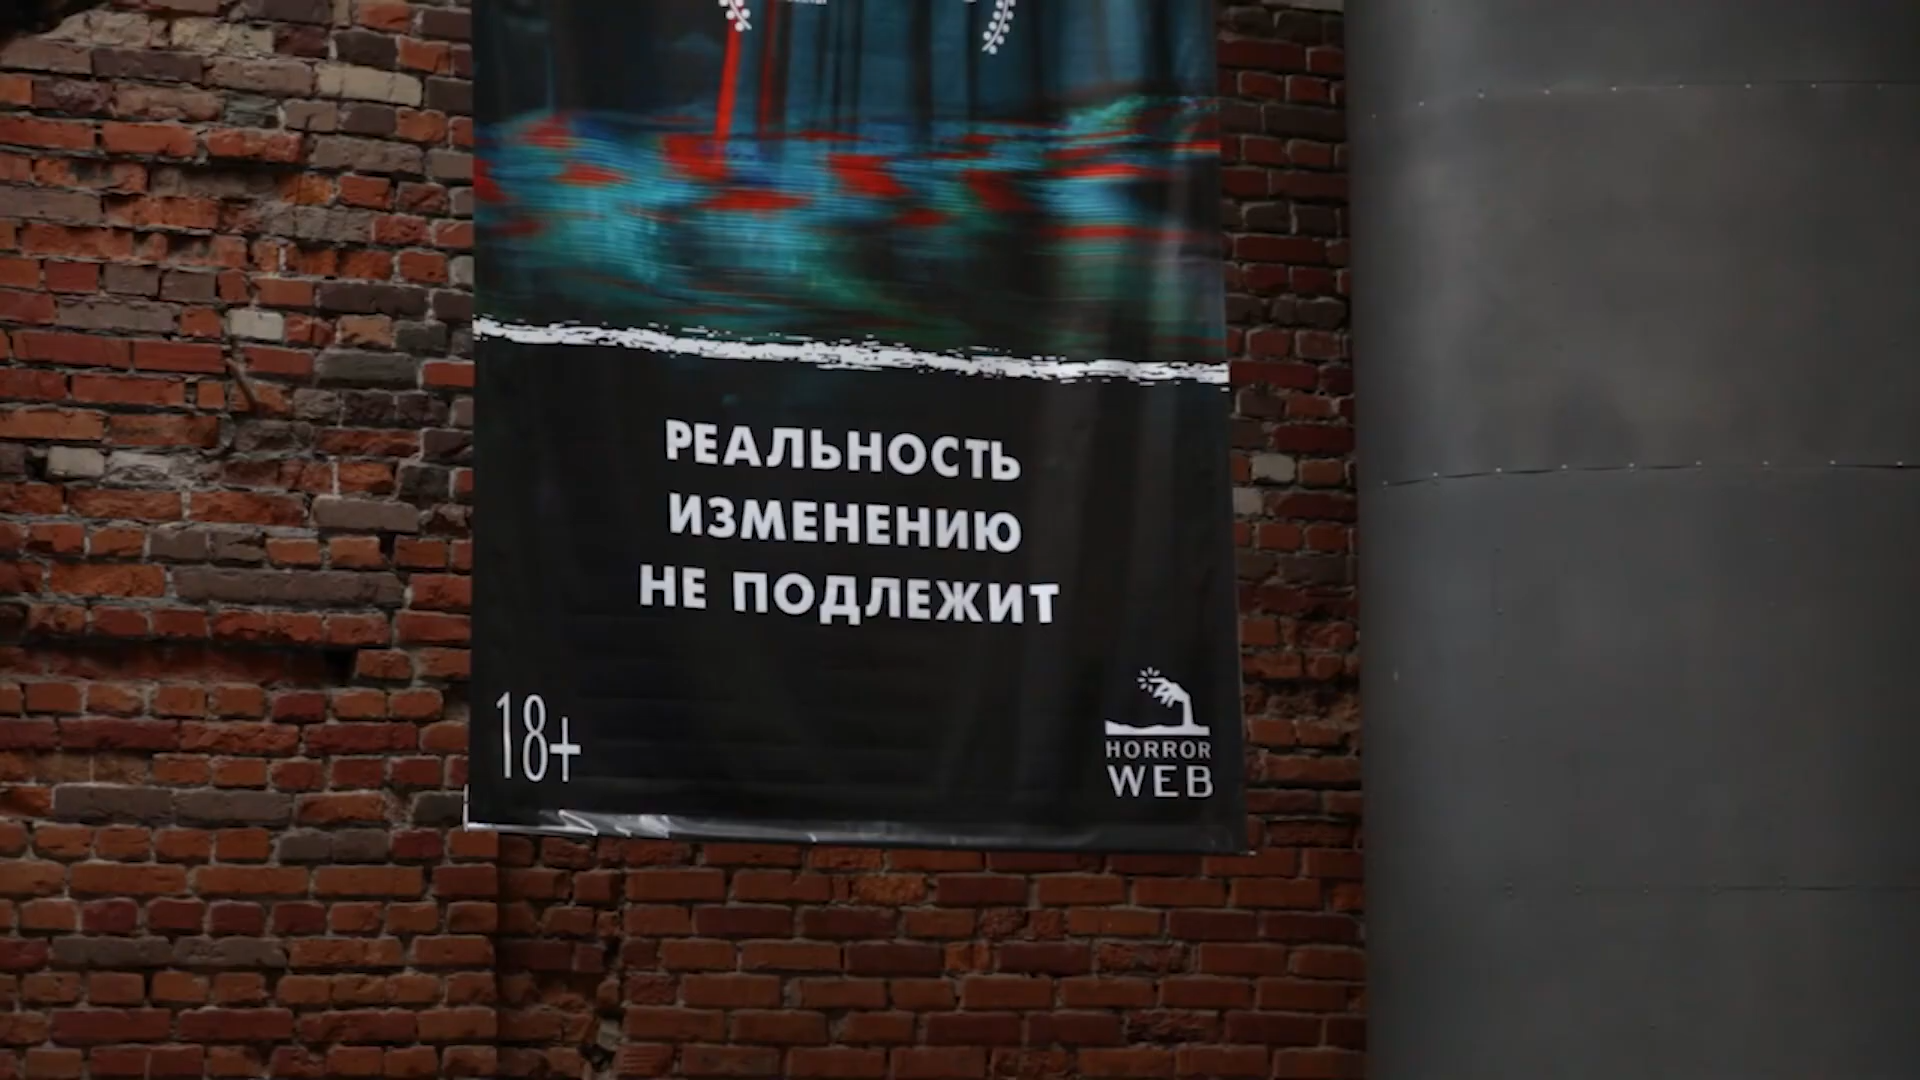 РЕАЛЬНОСТЬ
ИЗМЕНЕНИЮ
НЕ ПОДЛЕЖИТ
18+
HORROR
WEB